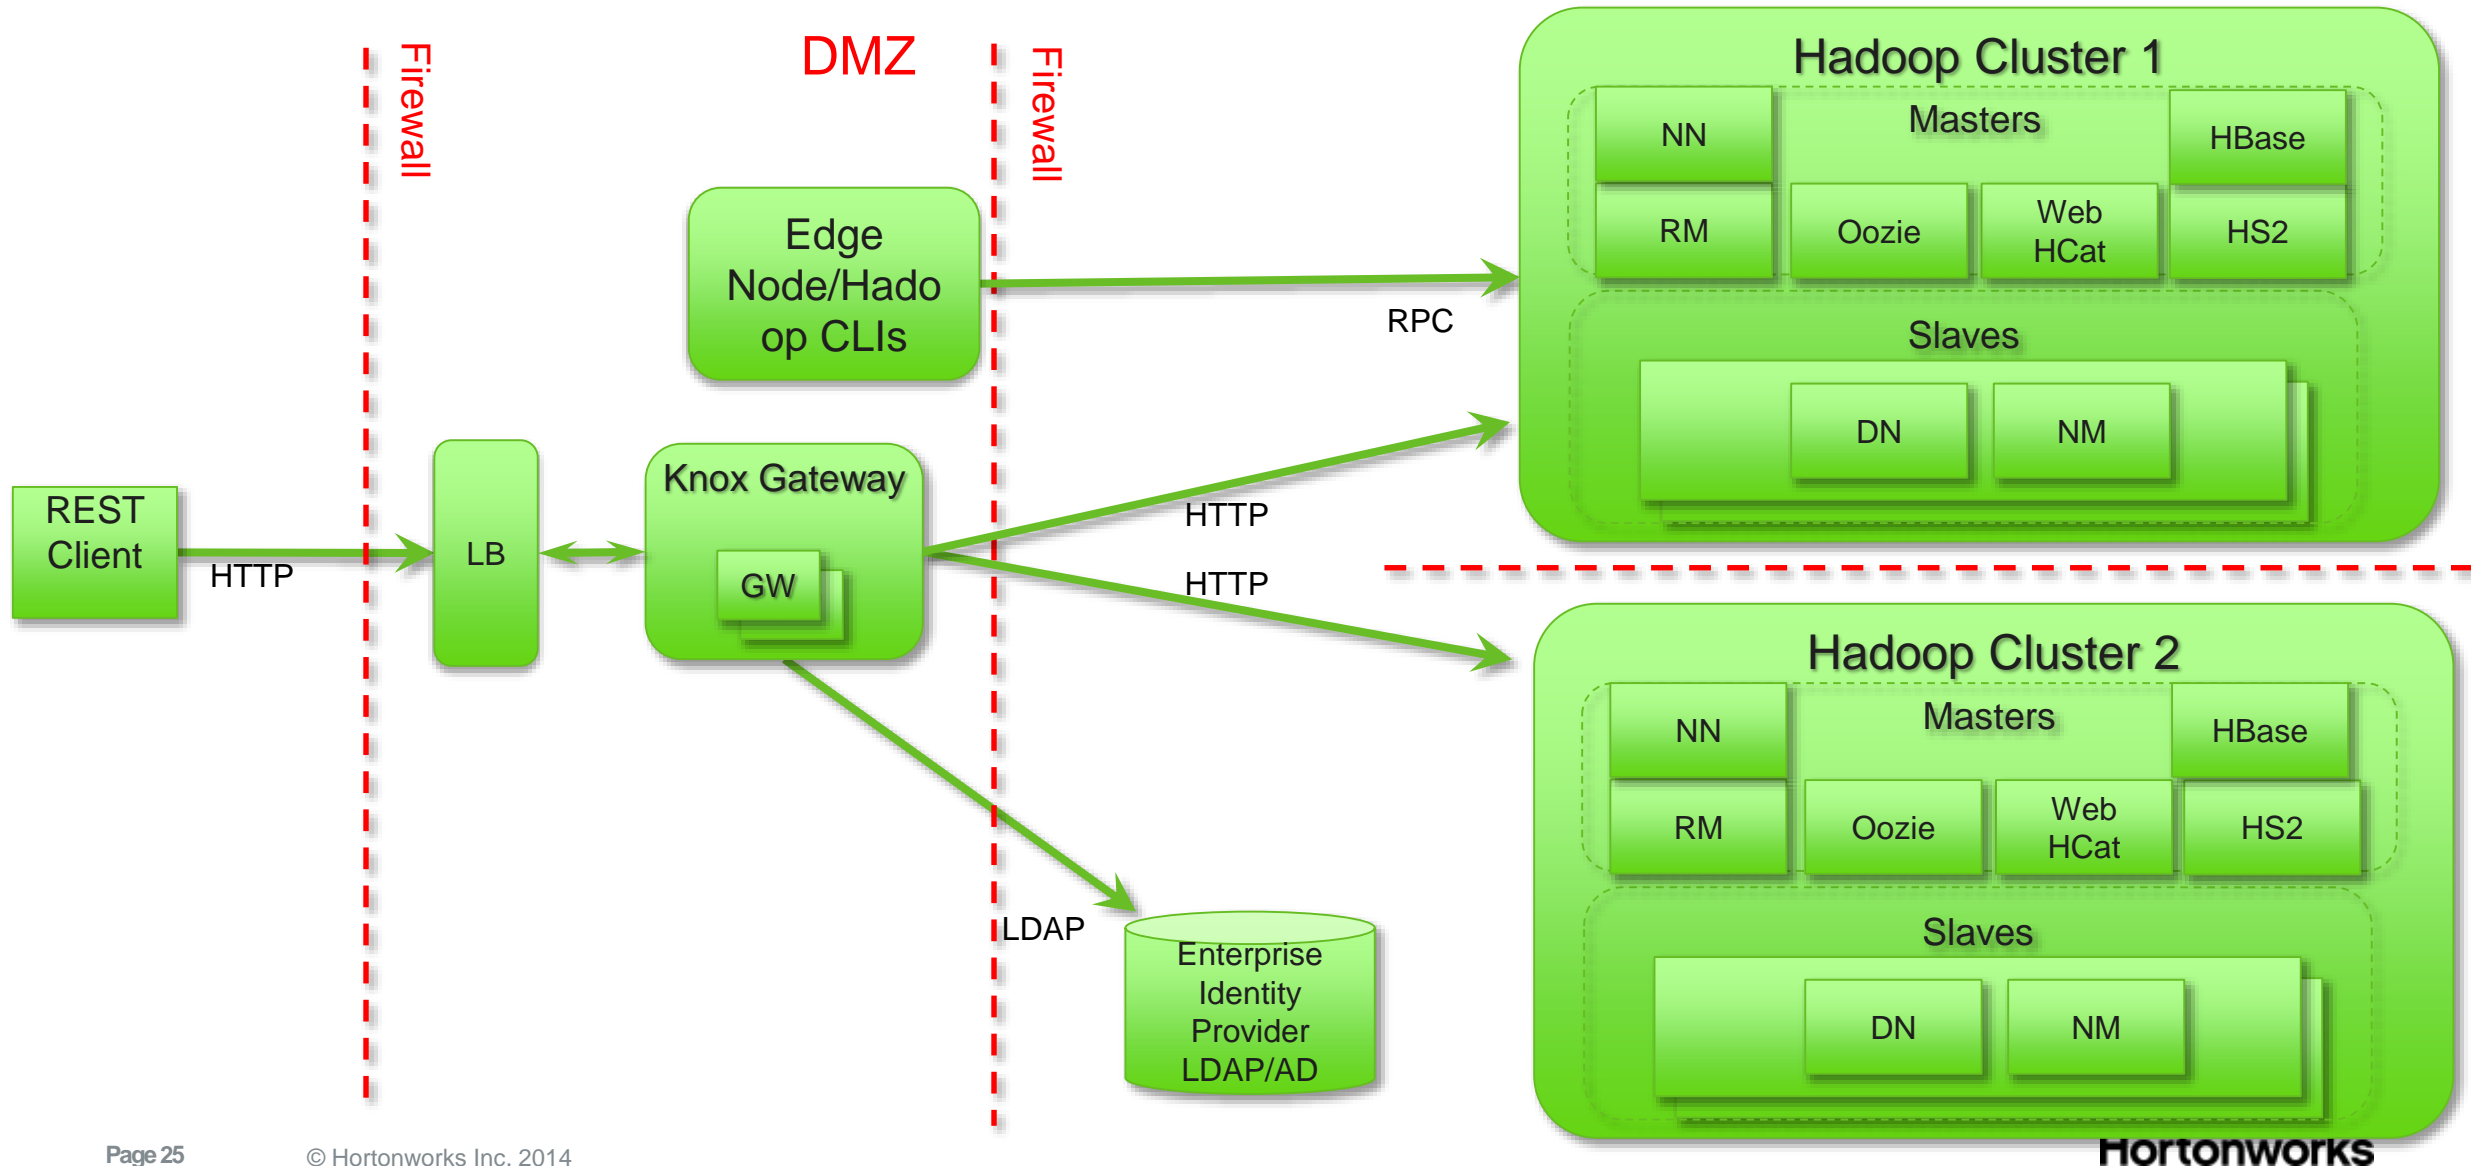 DMZ
Firewall
Firewall
Edge
Node/Hado
op CLIs
RPC
REST
Client
HTTP
LB
Knox Gateway
GW
HTTP
HTTP
LDAP
Enterprise
Identity
Provider
LDAP/AD
Hadoop Cluster 1
Masters
NN
HBase
RM
Oozie
Web
HCat
HS2
Slaves
DN
NM
Hadoop Cluster 2
Masters
NN
HBase
RM
Oozie
Web
HCat
HS2
Slaves
DN
NM
Page 25
© Hortonworks Inc. 2014
Hortonworks